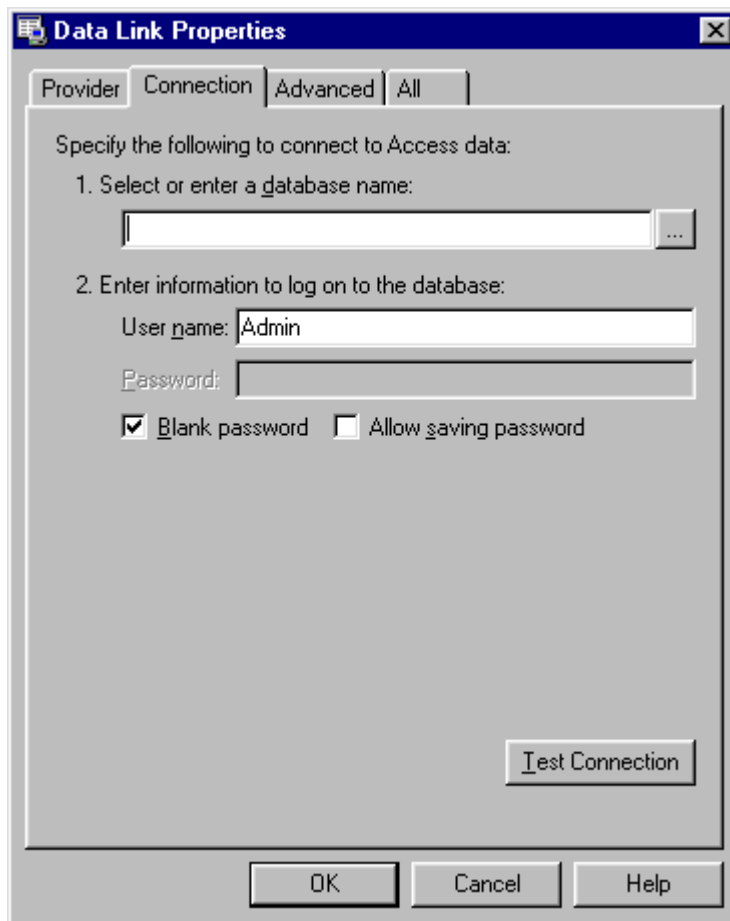 Data Link Properties
Provider Connection Advanced All
Specify the following to connect to Access data:
1. Select or enter a database name:
...
2. Enter information to log on to the database:
User name: Admin
Password:
Blank password Allow saving password
Test Connection
OK Cancel Help